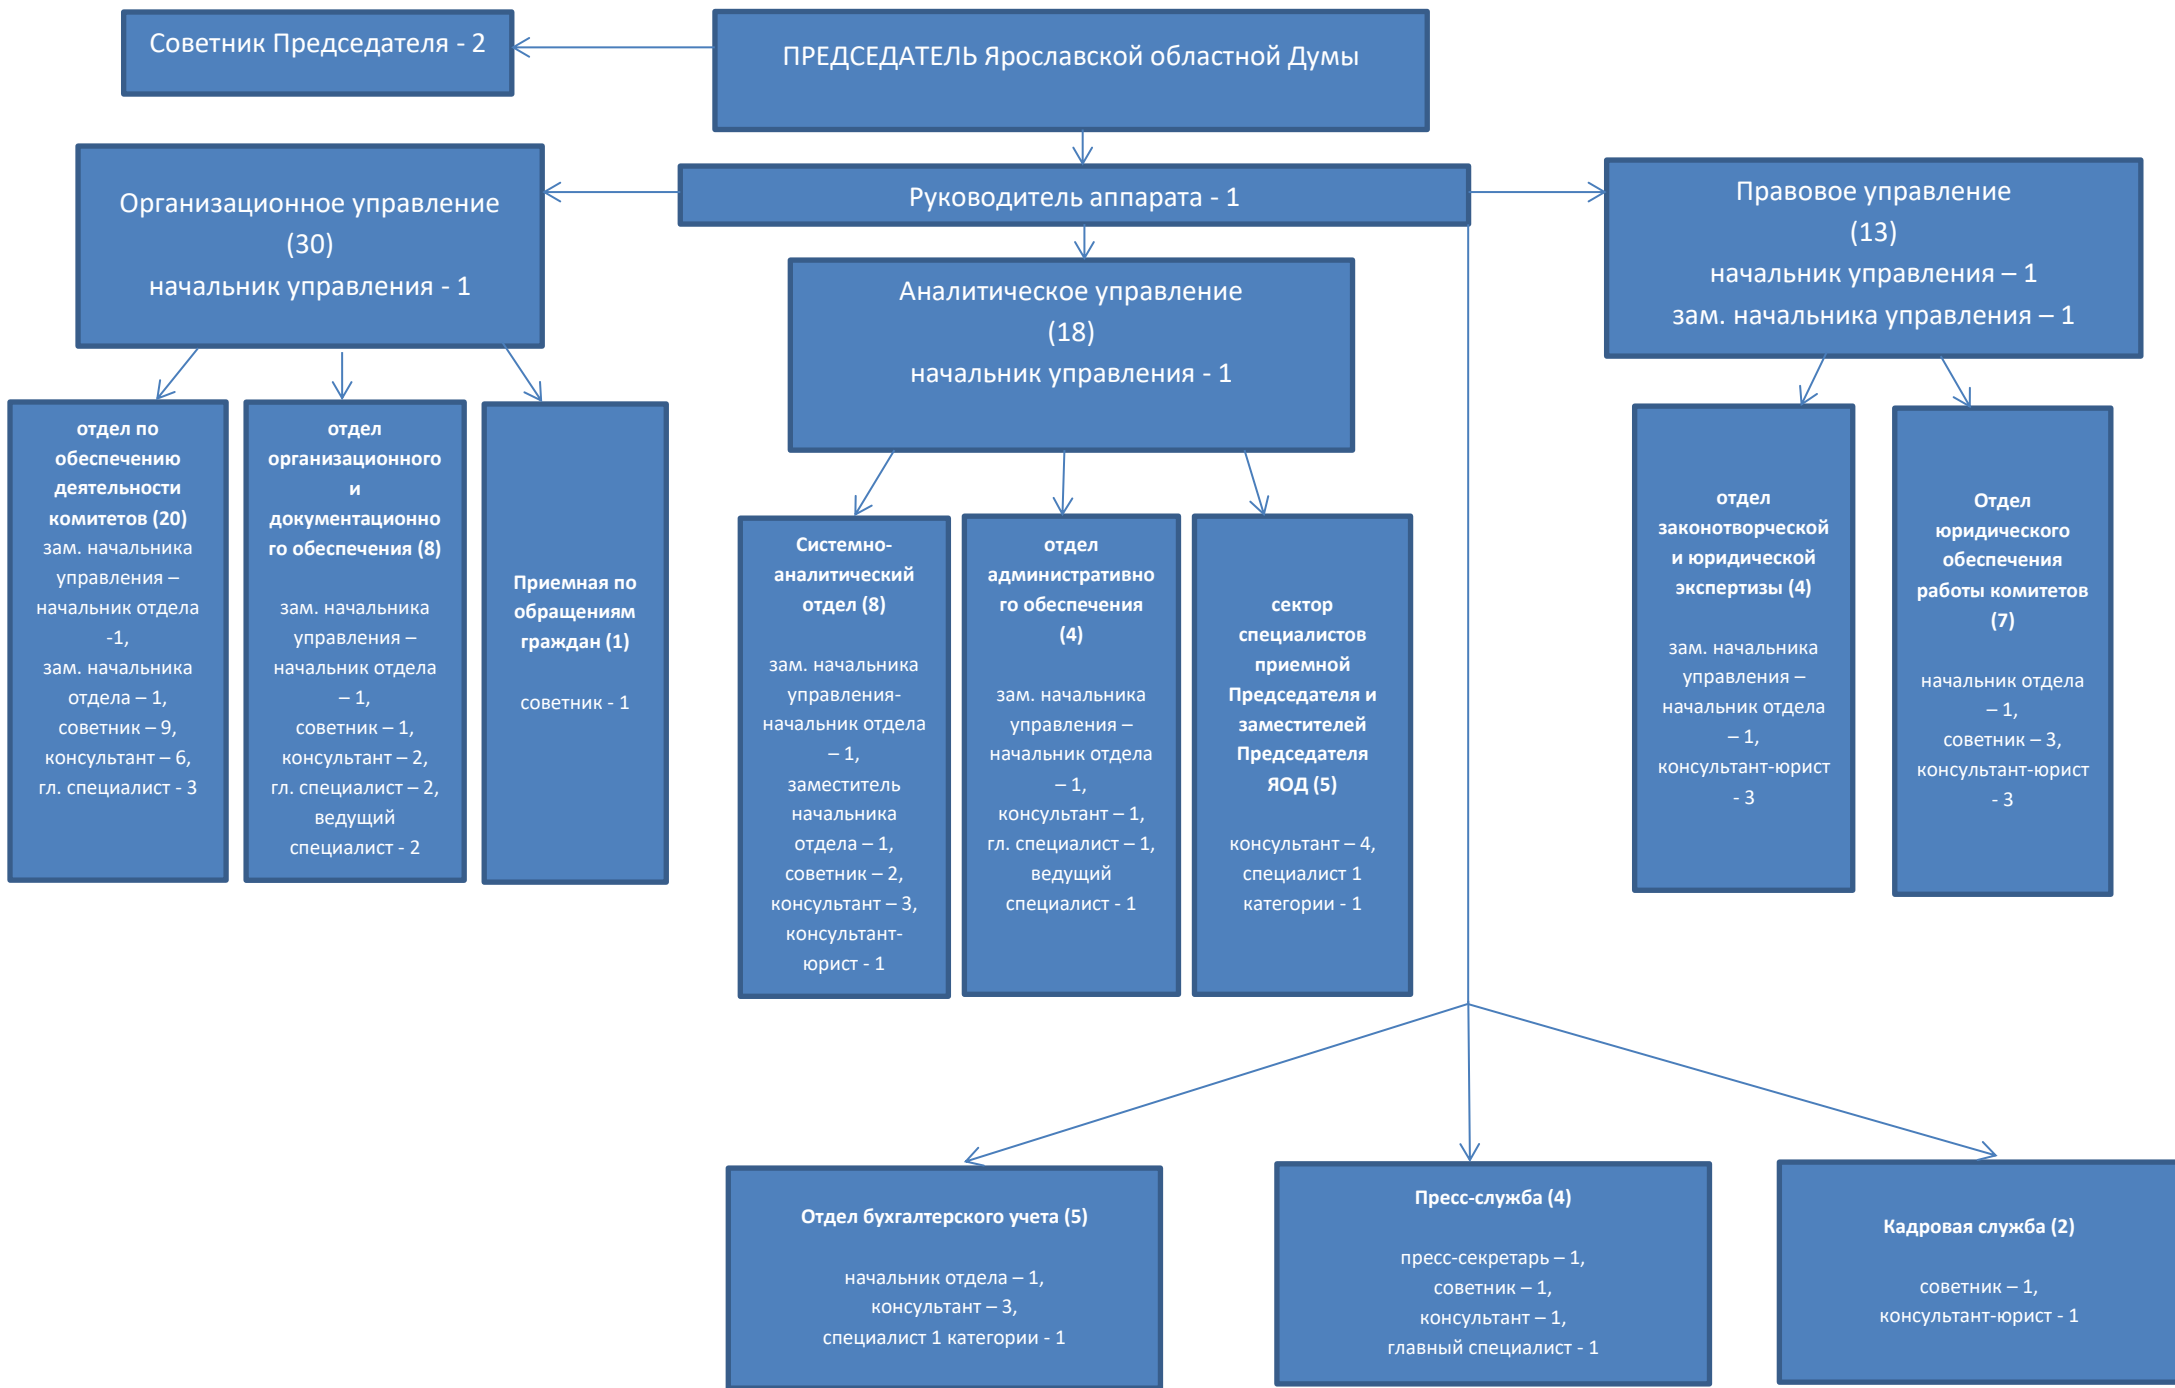 Советник Председателя - 2
ПРЕДСЕДАТЕЛЬ Ярославской областной Думы
Руководитель аппарата - 1
Организационное управление
(30)
начальник управления - 1
Аналитическое управление
(18)
начальник управления - 1
Правовое управление
(13)
начальник управления – 1
зам. начальника управления – 1
отдел по
обеспечению
деятельности
комитетов (20)
зам. начальника
управления –
начальник отдела
-1,
зам. начальника
отдела – 1,
советник – 9,
консультант – 6,
гл. специалист - 3
отдел
организационного
и
документационно
го обеспечения (8)
зам. начальника
управления –
начальник отдела
– 1,
советник – 1,
консультант – 2,
гл. специалист – 2,
ведущий
специалист - 2
Приемная по
обращениям
граждан (1)
советник - 1
Системно-
аналитический
отдел (8)
зам. начальника
управления-
начальник отдела
– 1,
заместитель
начальника
отдела – 1,
советник – 2,
консультант – 3,
консультант-
юрист - 1
отдел
административно
го обеспечения
(4)
зам. начальника
управления –
начальник отдела
– 1,
консультант – 1,
гл. специалист – 1,
ведущий
специалист - 1
сектор
специалистов
приемной
Председателя и
заместителей
Председателя
ЯОД (5)
консультант – 4,
специалист 1
категории - 1
отдел
законотворческой
и юридической
экспертизы (4)
зам. начальника
управления –
начальник отдела
– 1,
консультант-юрист
- 3
Отдел
юридического
обеспечения
работы комитетов
(7)
начальник отдела
– 1,
советник – 3,
консультант-юрист
- 3
Отдел бухгалтерского учета (5)
начальник отдела – 1,
консультант – 3,
специалист 1 категории - 1
Пресс-служба (4)
пресс-секретарь – 1,
советник – 1,
консультант – 1,
главный специалист - 1
Кадровая служба (2)
советник – 1,
консультант-юрист - 1